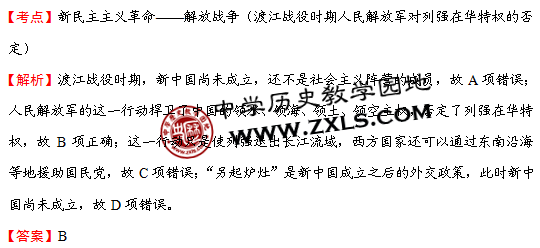 【考点】新民主主义革命——解放战争（渡江战役时期人民解放军对列强在华特权的否
定）
【解析】渡江战役时期，新中国尚未成立，还不是社会主义阵营的成员，故 A 项错误；
人民解放军的这一行动捍卫了中国的领水、领海、领土、领空主权，否定了列强在华特
权，故 B 项正确；这一行动只是使列强退出长江流域，西方国家还可以通过东南沿海
等地援助国民党，故 C 项错误；“另起炉灶”是新中国成立之后的外交政策，此时新中
国尚未成立，故 D 项错误。
【答案】B
中学历史教学园地
www.ZXLS.COM